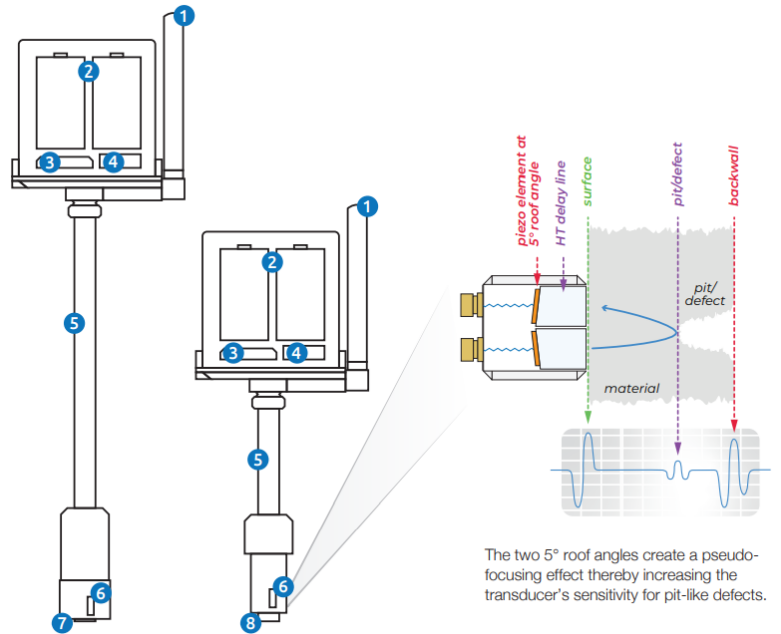 1
2
3
4
5
6
7
1
2
3
4
5
6
8
piezo element at
5° roof angle
HT delay line
surface
pit/defect
backwall
pit/
defect
material
The two 5° roof angles create a pseudo-
focusing effect thereby increasing the
transducer's sensitivity for pit-like defects.